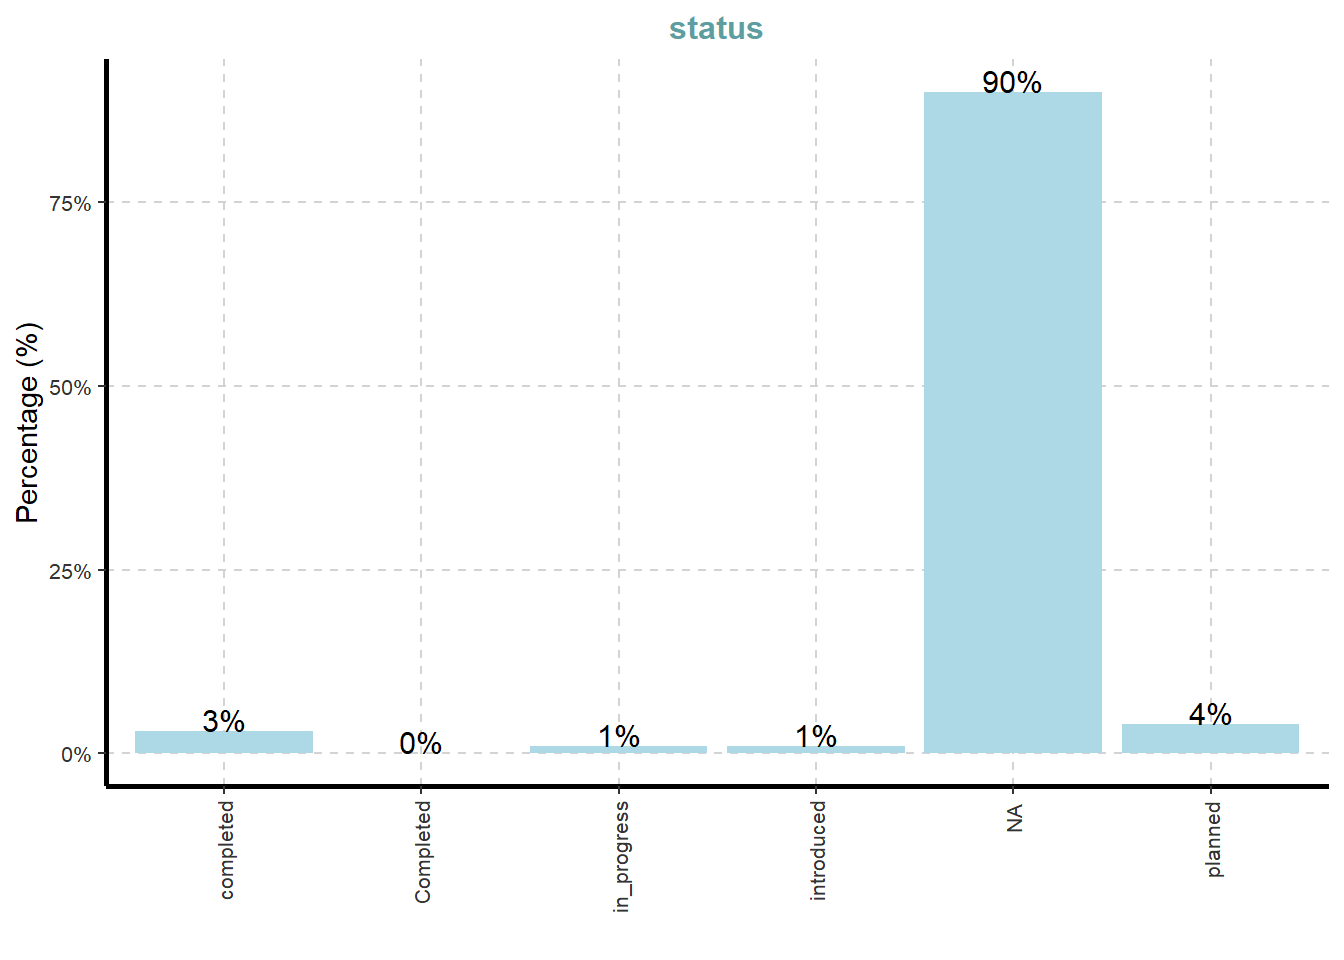 status
Percentage (%)
75%
50%
25%
0%
3%
0%
1%
1%
90%
4%
completed
Completed
in_progress
introduced
NA
planned